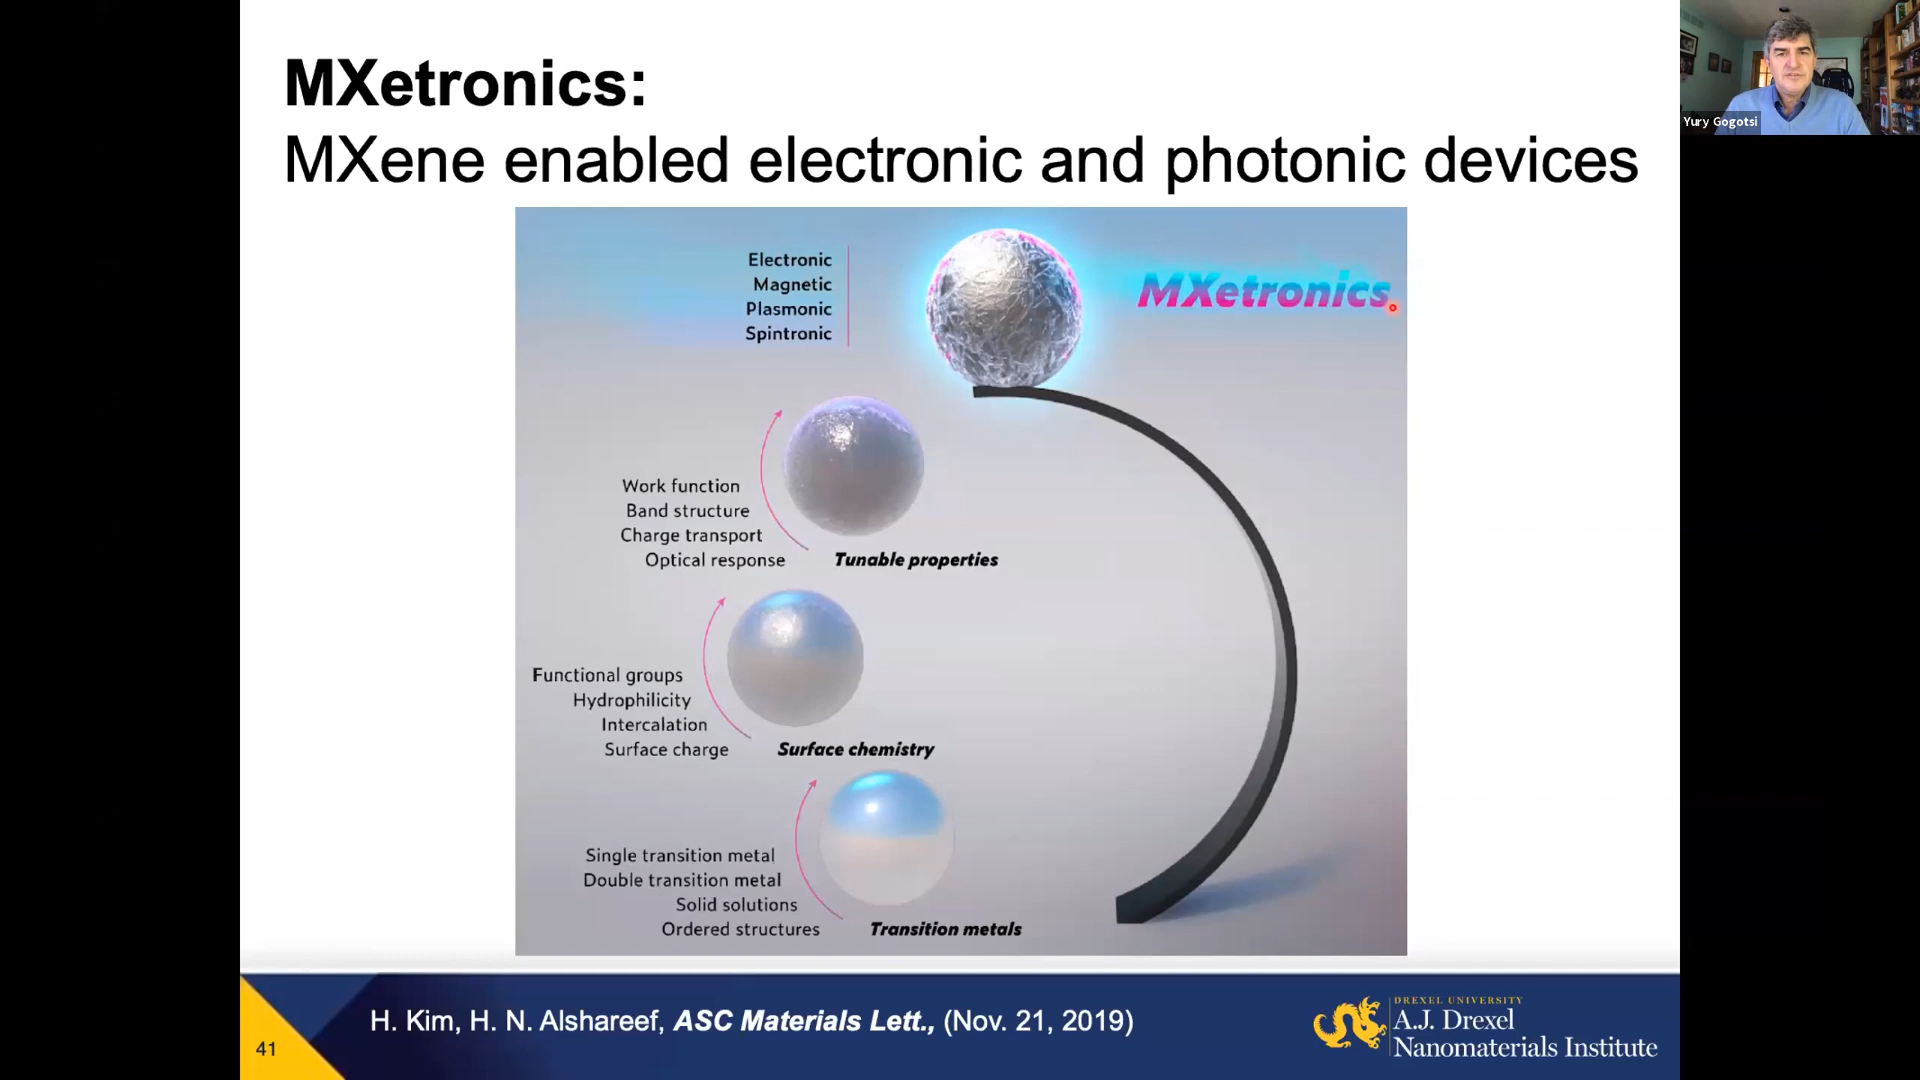 MXetronics:
MXene enabled electronic and photonic devices
Yury Gogotsi
Electronic
Magnetic
Plasmonic
Spintronic
MXetronics
Work function
Band structure
Charge transport
Optical response
Tunable properties
Functional groups
Hydrophilicity
Intercalation
Surface charge
Surface chemistry
Single transition metal
Double transition metal
Solid solutions
Ordered structures
Transition metals
H. Kim, H. N. Alshareef, ASC Materials Lett., (Nov. 21, 2019)
41
DREXEL UNIVERSITY
A.J. Drexel
Nanomaterials Institute